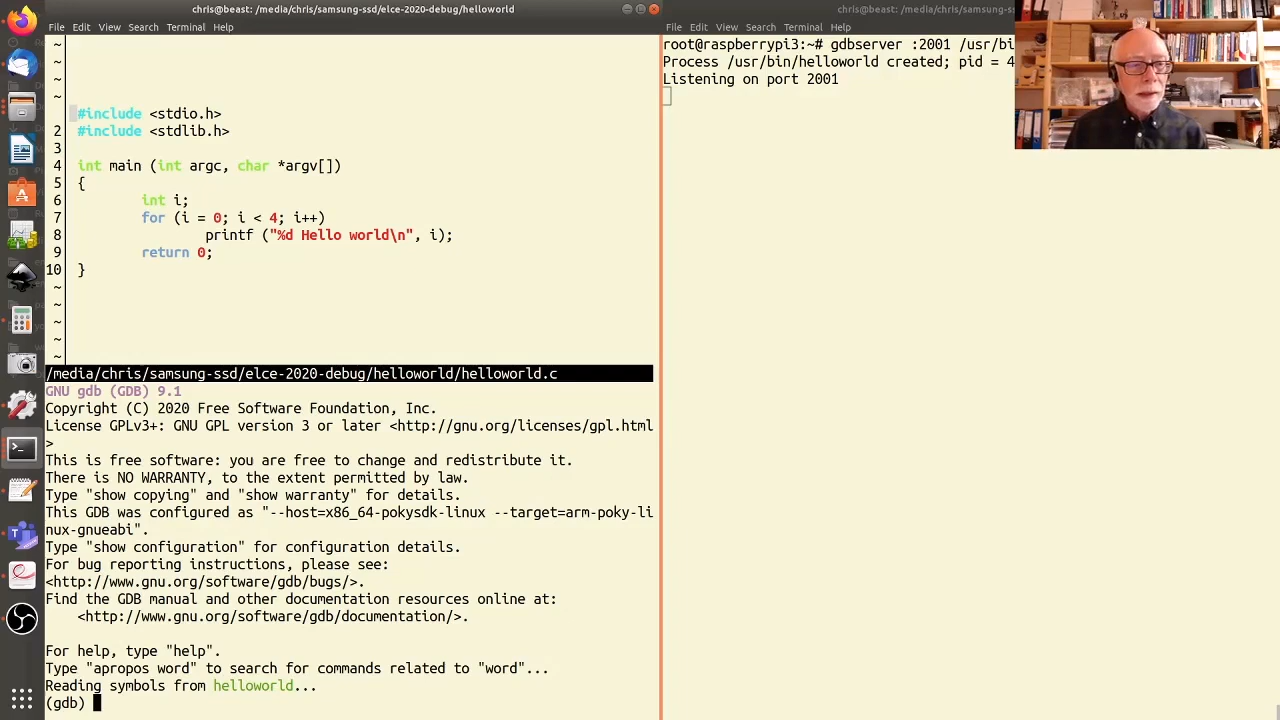 chris@beast: /media/chris/samsung-ssd/elce-2020-debug/helloworld
File Edit View Search Terminal Help
~
~
~
~
#include <stdio.h>
2 #include <stdlib.h>
3
4 int main (int argc, char *argv[])
5 {
6 int i;
7 for (i = 0; i < 4; i++)
8 printf ("%d Hello world\n", i);
9 return 0;
10 }
~
~
~
~
~
/media/chris/samsung-ssd/elce-2020-debug/helloworld/helloworld.c
GNU gdb (GDB) 9.1
Copyright (C) 2020 Free Software Foundation, Inc.
License GPLv3+: GNU GPL version 3 or later <http://gnu.org/licenses/gpl.html
>
This is free software: you are free to change and redistribute it.
There is NO WARRANTY, to the extent permitted by law.
Type "show copying" and "show warranty" for details.
This GDB was configured as "--host=x86_64-pokysdk-linux --target=arm-poky-li
nux-gnueabi".
Type "show configuration" for configuration details.
For bug reporting instructions, please see:
<http://www.gnu.org/software/gdb/bugs/>.
Find the GDB manual and other documentation resources online at:
<http://www.gnu.org/software/gdb/documentation/>.
For help, type "help".
Type "apropos word" to search for commands related to "word"...
Reading symbols from helloworld...
(gdb)
chris@beast: /media/chris/samsung-ss
File Edit View Search Terminal Help
root@raspberrypi3:~# gdbserver :2001 /usr/bi
Process /usr/bin/helloworld created; pid = 4
Listening on port 2001